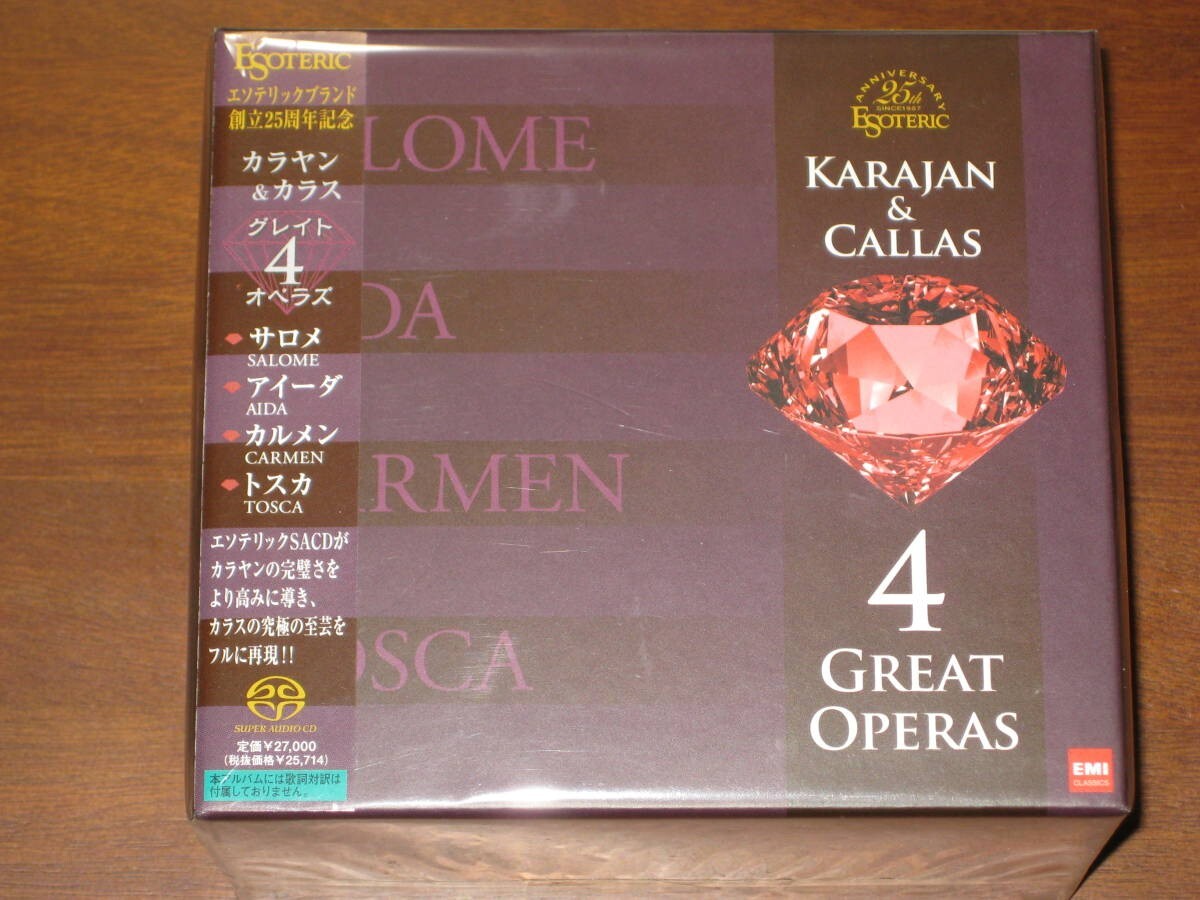 ESOTERIC
エソテリックブランド
創立25周年記念
カラヤン
&カラス
グレイト
4
オペラズ
サロメ
SALOME
アイーダ
AIDA
カルメン
CARMEN
トスカ
TOSCA
エソテリックSACDが
カラヤンの完璧さを
より高みに導き、
カラスの究極の至芸を
フルに再現!!
SUPER AUDIO CD
定価¥27,000
(税抜価格¥25,714)
本アルバムには歌詞対訳は
付属しておりません。
LOME
DA
RMEN
OSCA
ANNIVERSARY
25th
SINCE1987
ESOTERIC
KARAJAN
&
CALLAS
4
GREAT
OPERAS
EMI
CLASSICS